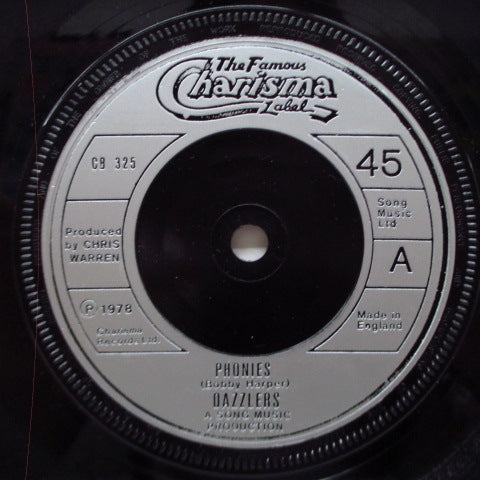 The Famous
Charisma
Label
CB 325
45
Song
Music
Ltd
Produced
by CHRIS
WARREN
A
℗ 1978
Charisma
Records Ltd.
Made in
England
PHONIES
(Bobby Harper)
DAZZLERS
A SONG MUSIC
PRODUCTION